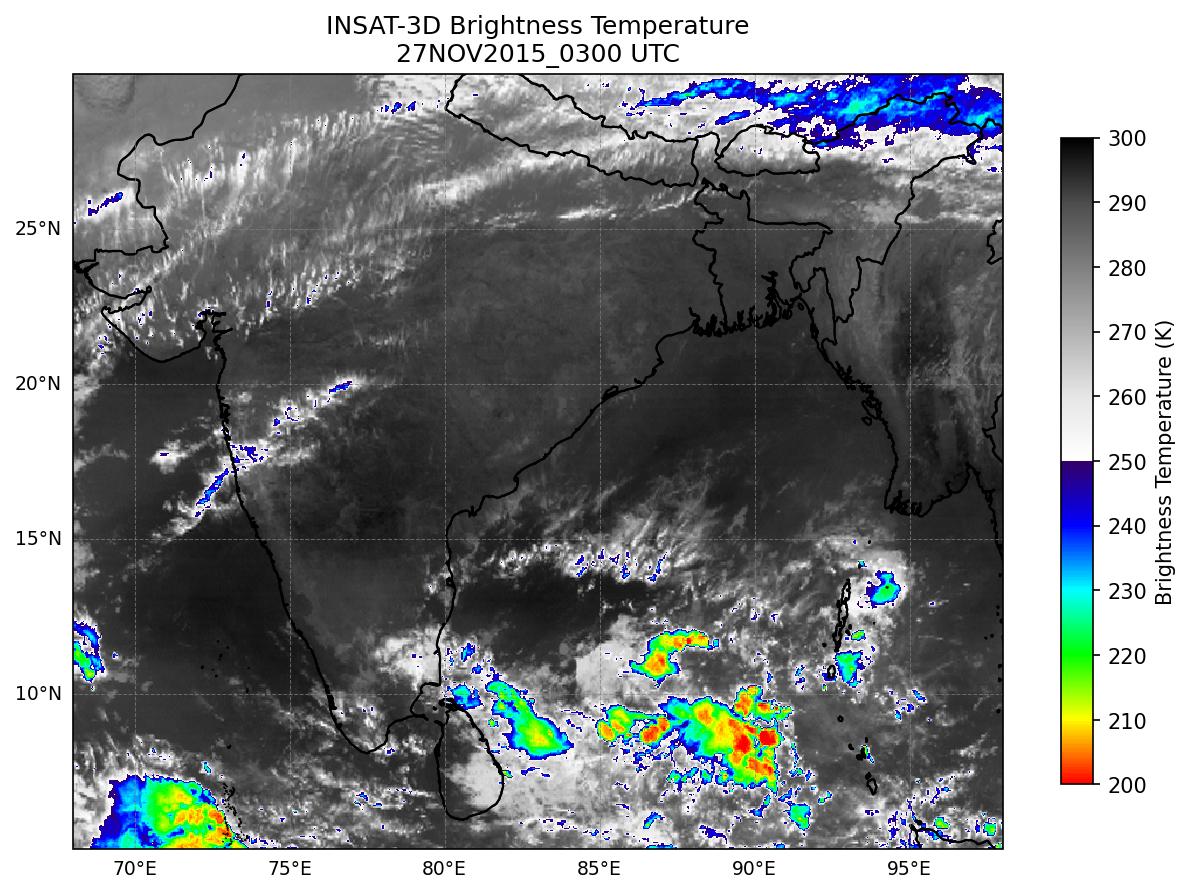 INSAT-3D Brightness Temperature
27NOV2015_0300 UTC
25°N
20°N
15°N
10°N
70°E
75°E
80°E
85°E
90°E
95°E
300
290
280
270
260
250
240
230
220
210
200
Brightness Temperature (K)